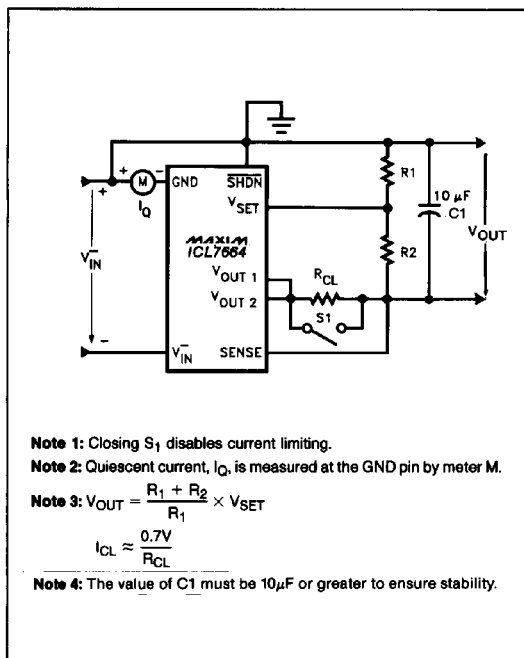 + M -
+
GND
SHDN
R1
I_Q
V_SET
10 µF
C1
MAXIM
ICL7664
R2
V_OUT
V_IN^-
V_OUT 1
V_OUT 2
R_CL
S1
-
V_IN^-
SENSE
Note 1: Closing S₁ disables current limiting.
Note 2: Quiescent current, I_Q, is measured at the GND pin by meter M.
Note 3: V_OUT = (R₁ + R₂)/R₁ × V_SET
I_CL ≈ 0.7V/R_CL
Note 4: The value of C1 must be 10µF or greater to ensure stability.